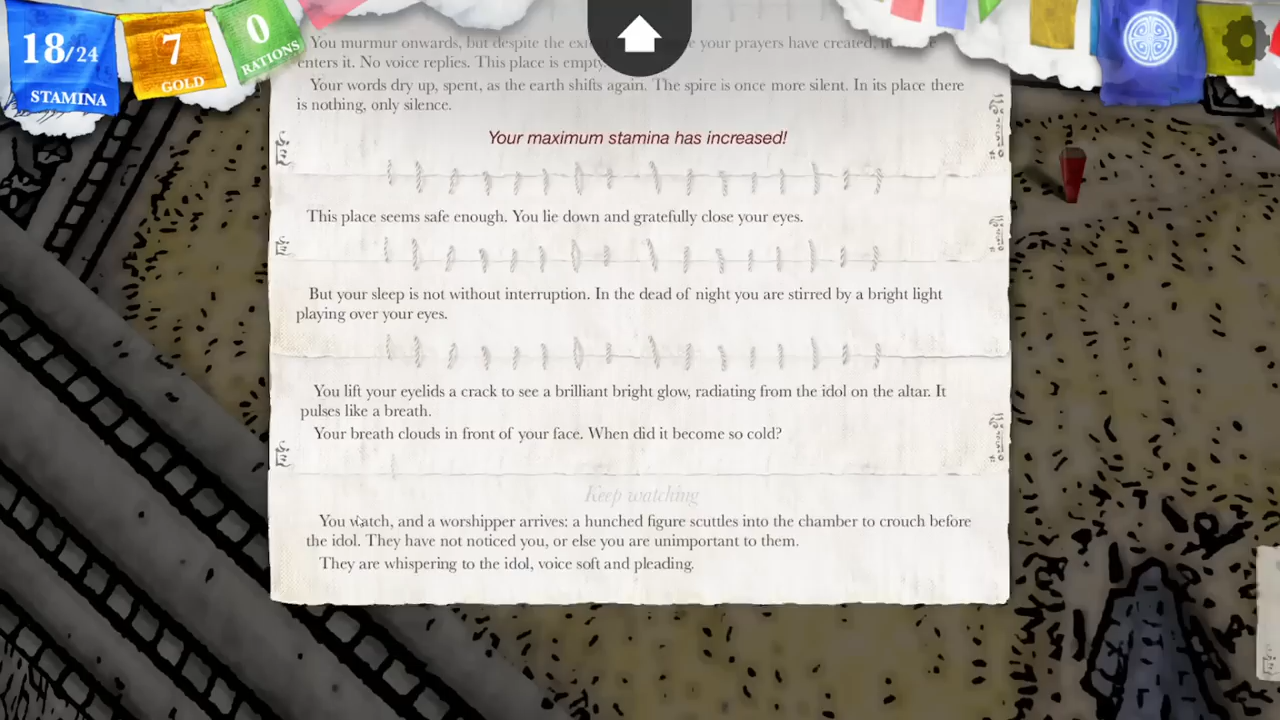 18/24
STAMINA
7
GOLD
0
RATIONS
You murmur onwards, but despite the your prayers have created,
enters it. No voice replies. This place is empty.
Your words dry up, spent, as the earth shifts again. The spire is once more silent. In its place there
is nothing, only silence.
Your maximum stamina has increased!
This place seems safe enough. You lie down and gratefully close your eyes.
But your sleep is not without interruption. In the dead of night you are stirred by a bright light
playing over your eyes.
You lift your eyelids a crack to see a brilliant bright glow, radiating from the idol on the altar. It
pulses like a breath.
Your breath clouds in front of your face. When did it become so cold?
Keep watching
You watch, and a worshipper arrives: a hunched figure scuttles into the chamber to crouch before
the idol. They have not noticed you, or else you are unimportant to them.
They are whispering to the idol, voice soft and pleading.